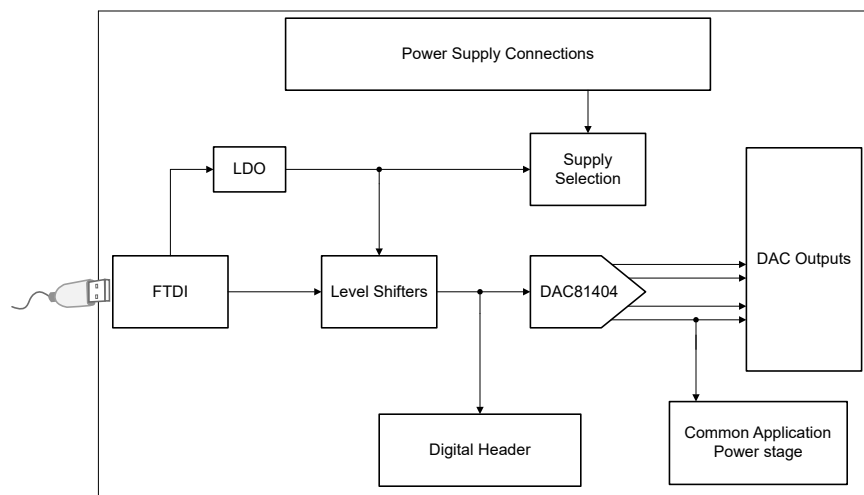 Power Supply Connections
LDO
Supply
Selection
DAC Outputs
FTDI
Level Shifters
DAC81404
Digital Header
Common Application
Power stage